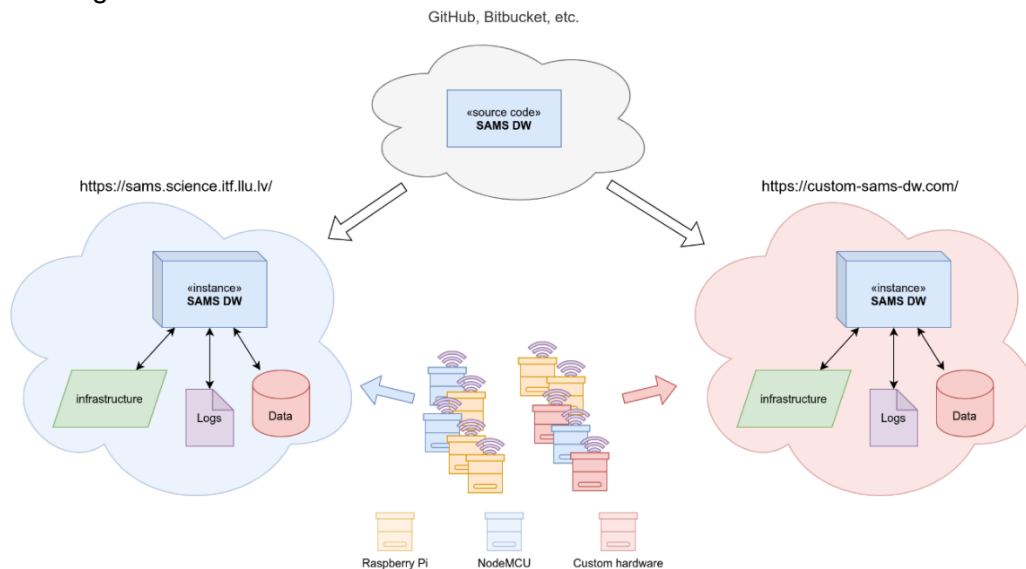 GitHub, Bitbucket, etc.
«source code»
SAMS DW
https://sams.science.itf.llu.lv/
https://custom-sams-dw.com/
«instance»
SAMS DW
«instance»
SAMS DW
infrastructure
Logs
Data
infrastructure
Logs
Data
Raspberry Pi
NodeMCU
Custom hardware